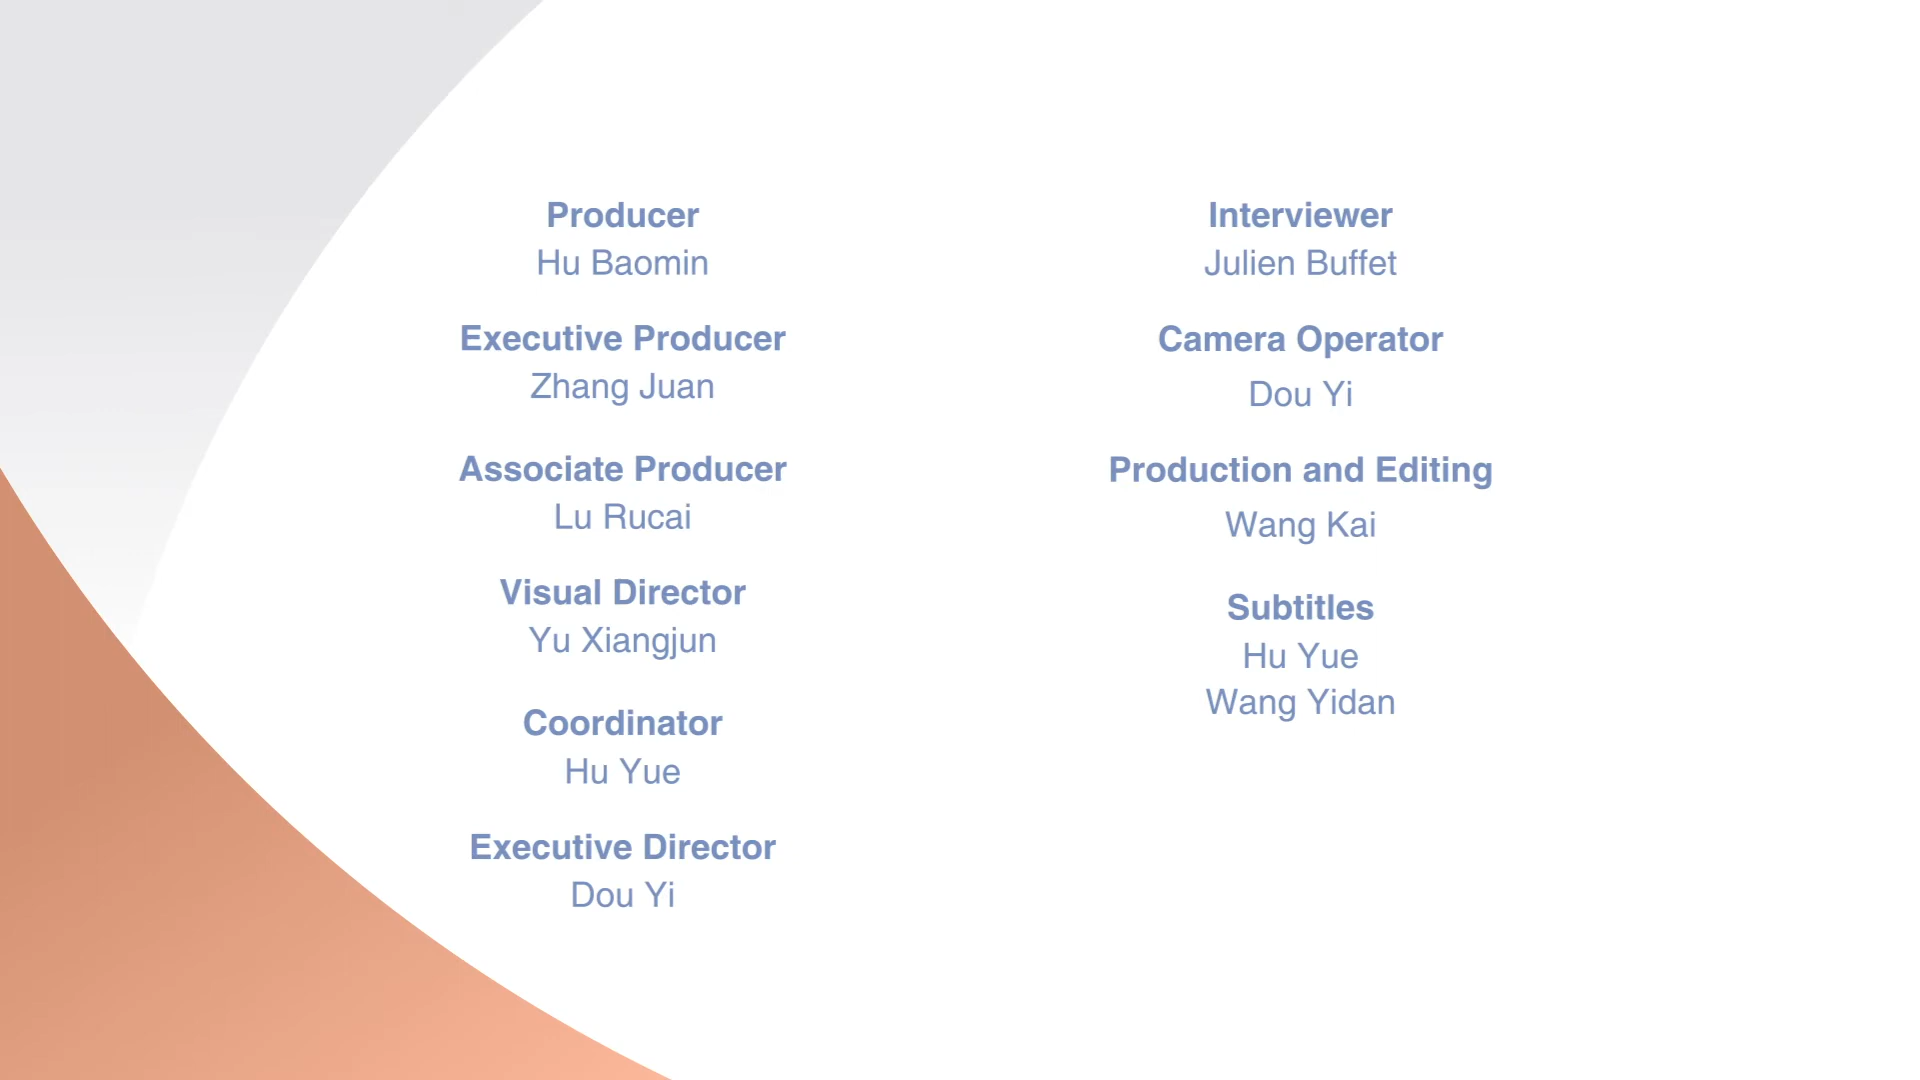 Producer
Hu Baomin
Executive Producer
Zhang Juan
Associate Producer
Lu Rucai
Visual Director
Yu Xiangjun
Coordinator
Hu Yue
Executive Director
Dou Yi
Interviewer
Julien Buffet
Camera Operator
Dou Yi
Production and Editing
Wang Kai
Subtitles
Hu Yue
Wang Yidan